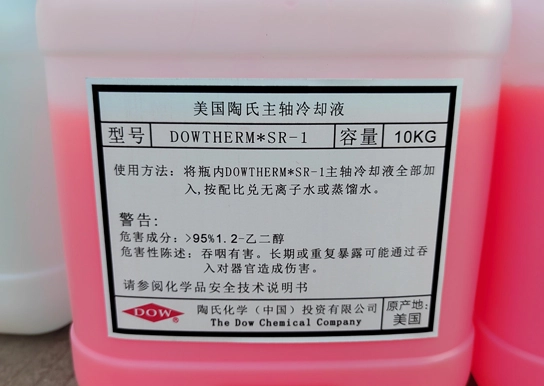 美国陶氏主轴冷却液
型号 DOWTHERM*SR-1 容量 10KG
使用方法：将瓶内DOWTHERM*SR-1主轴冷却液全部加
入,按配比兑无离子水或蒸馏水。
警告:
危害成分：>95%1.2-乙二醇
危害性陈述：吞咽有害。长期或重复暴露可能通过吞
入对器官造成伤害。
请参阅化学品安全技术说明书
DOW 陶氏化学（中国）投资有限公司 原产地:
The Dow Chemical Company 美国